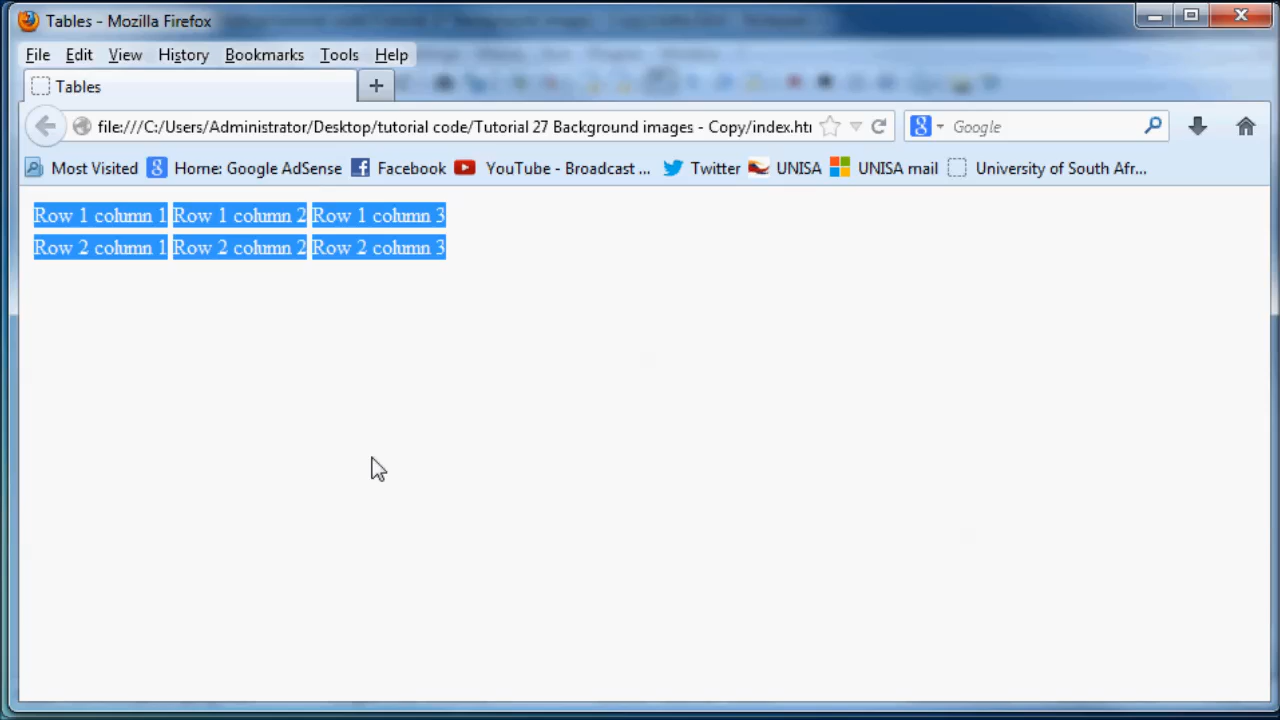 Tables - Mozilla Firefox
File Edit View History Bookmarks Tools Help
Tables
file:///C:/Users/Administrator/Desktop/tutorial code/Tutorial 27 Background images - Copy/index.htm Google
Most Visited Home: Google AdSense Facebook YouTube - Broadcast ... Twitter UNISA UNISA mail University of South Afr...
Row 1 column 1 Row 1 column 2 Row 1 column 3
Row 2 column 1 Row 2 column 2 Row 2 column 3